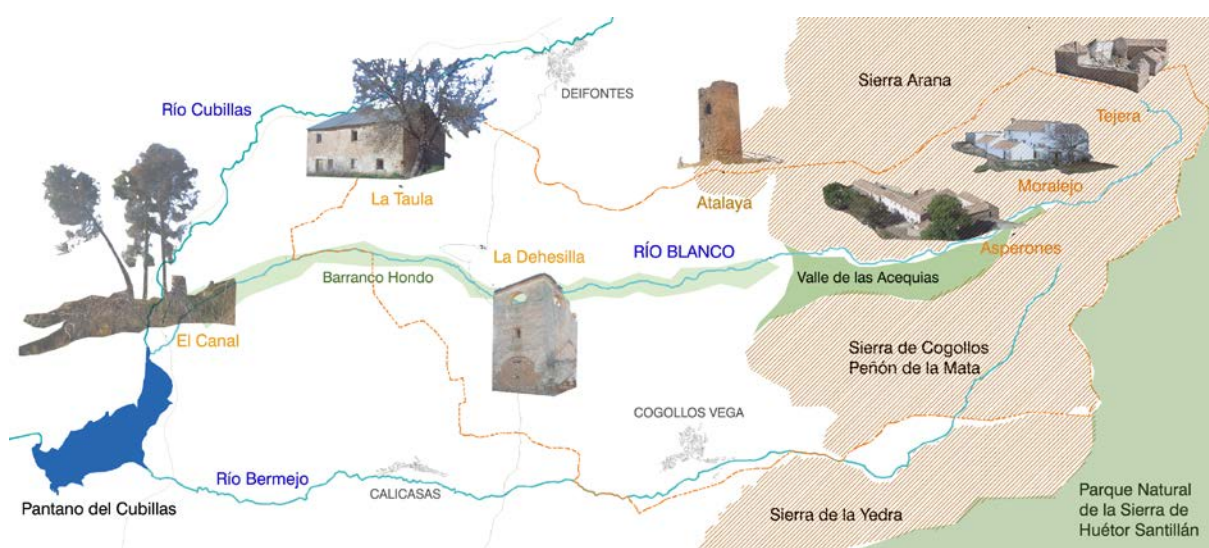 Sierra Arana
DEIFONTES
Río Cubillas
Tejera
Moralejo
La Taula
Atalaya
Asperones
RÍO BLANCO
La Dehesilla
Barranco Hondo
Valle de las Acequias
El Canal
Sierra de Cogollos
Peñón de la Mata
COGOLLOS VEGA
Río Bermejo
CALICASAS
Pantano del Cubillas
Sierra de la Yedra
Parque Natural
de la Sierra de
Huétor Santillán